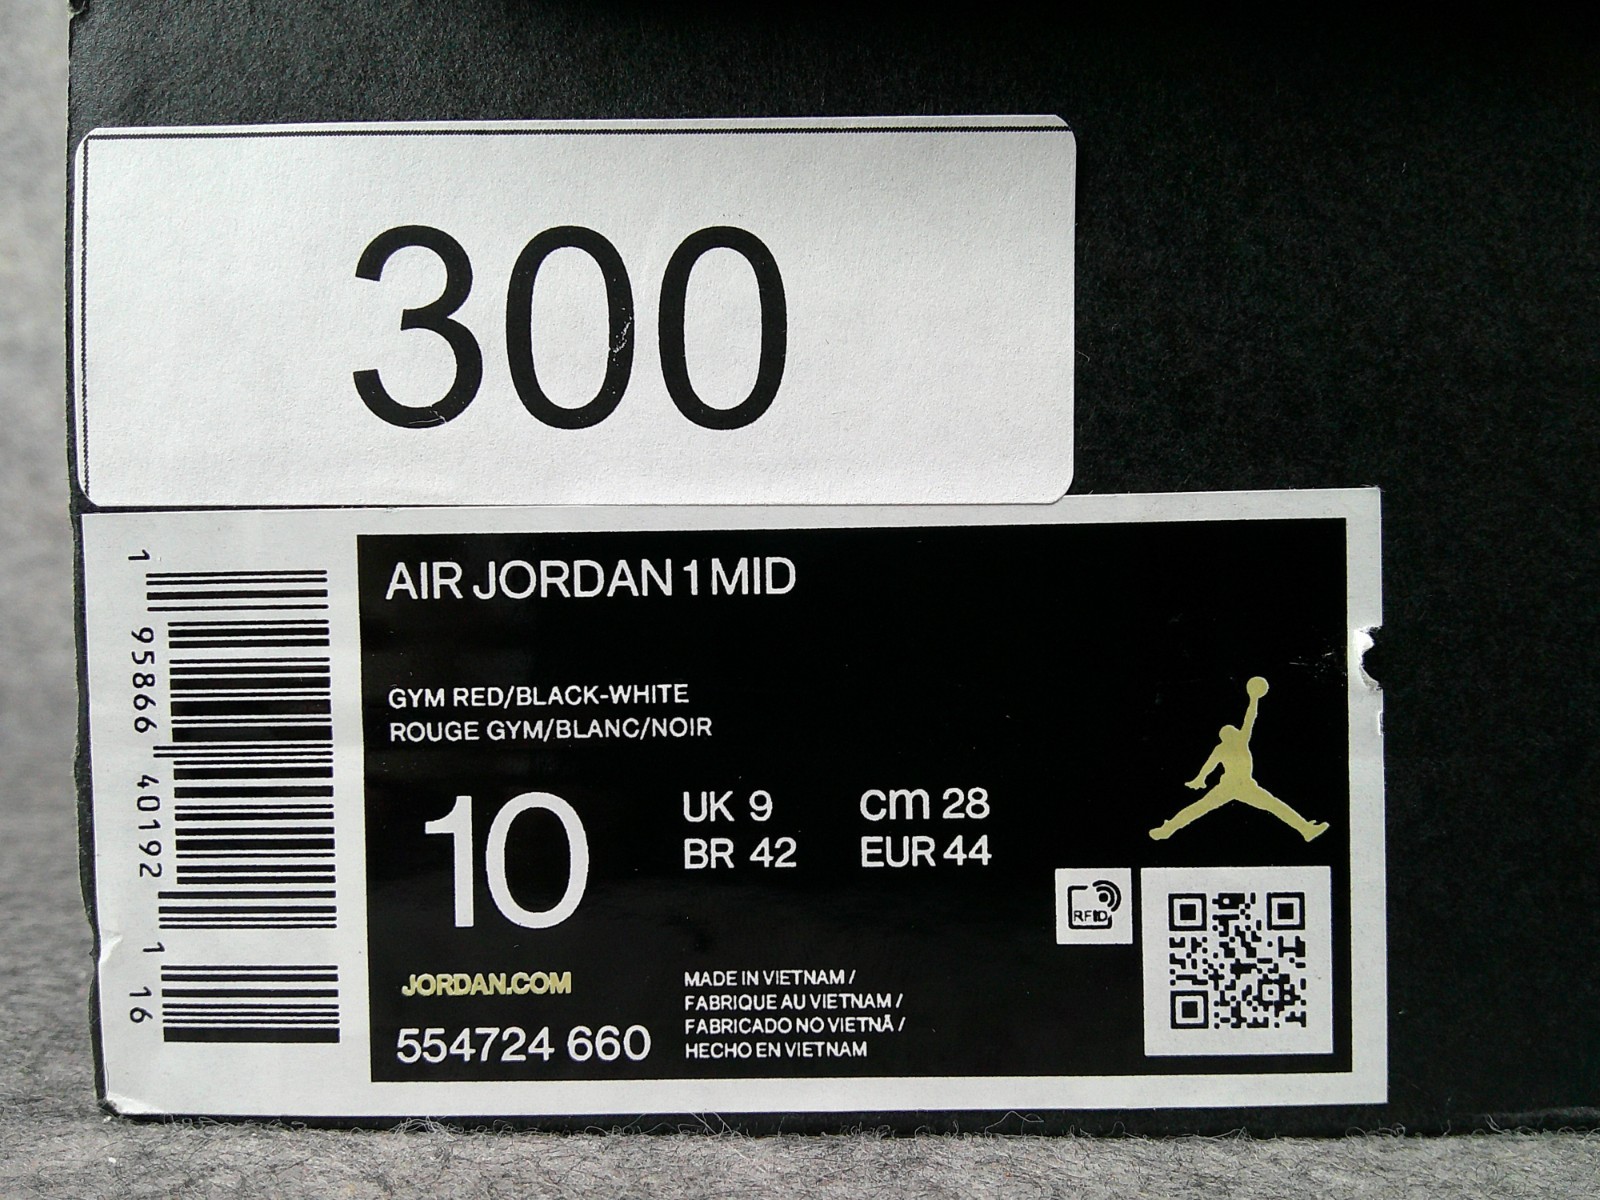 300
AIR JORDAN 1 MID
GYM RED/BLACK-WHITE
ROUGE GYM/BLANC/NOIR
10
UK 9 cm 28
BR 42 EUR 44
RFID
JORDAN.COM
554724 660
MADE IN VIETNAM /
FABRIQUE AU VIETNAM /
FABRICADO NO VIETNÃ /
HECHO EN VIETNAM
1 95866 40192 1 16